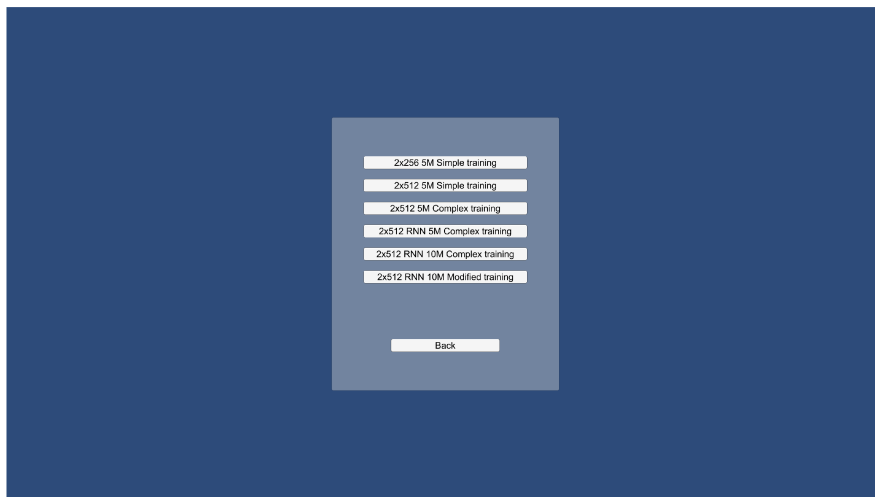 2x256 5M Simple training
2x512 5M Simple training
2x512 5M Complex training
2x512 RNN 5M Complex training
2x512 RNN 10M Complex training
2x512 RNN 10M Modified training
Back